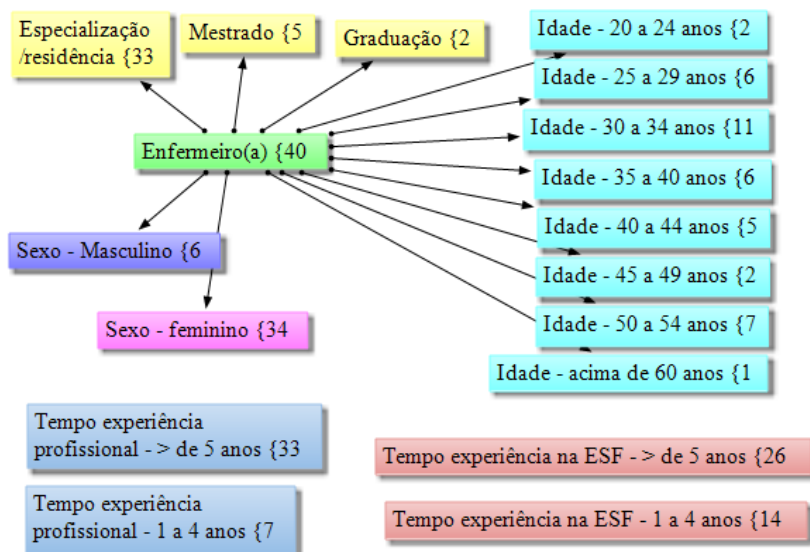 Especialização
/residência {33
Mestrado {5
Graduação {2
Idade - 20 a 24 anos {2
Idade - 25 a 29 anos {6
Idade - 30 a 34 anos {11
Idade - 35 a 40 anos {6
Idade - 40 a 44 anos {5
Idade - 45 a 49 anos {2
Idade - 50 a 54 anos {7
Idade - acima de 60 anos {1
Enfermeiro(a) {40
Sexo - Masculino {6
Sexo - feminino {34
Tempo experiência
profissional - > de 5 anos {33
Tempo experiência
profissional - 1 a 4 anos {7
Tempo experiência na ESF - > de 5 anos {26
Tempo experiência na ESF - 1 a 4 anos {14